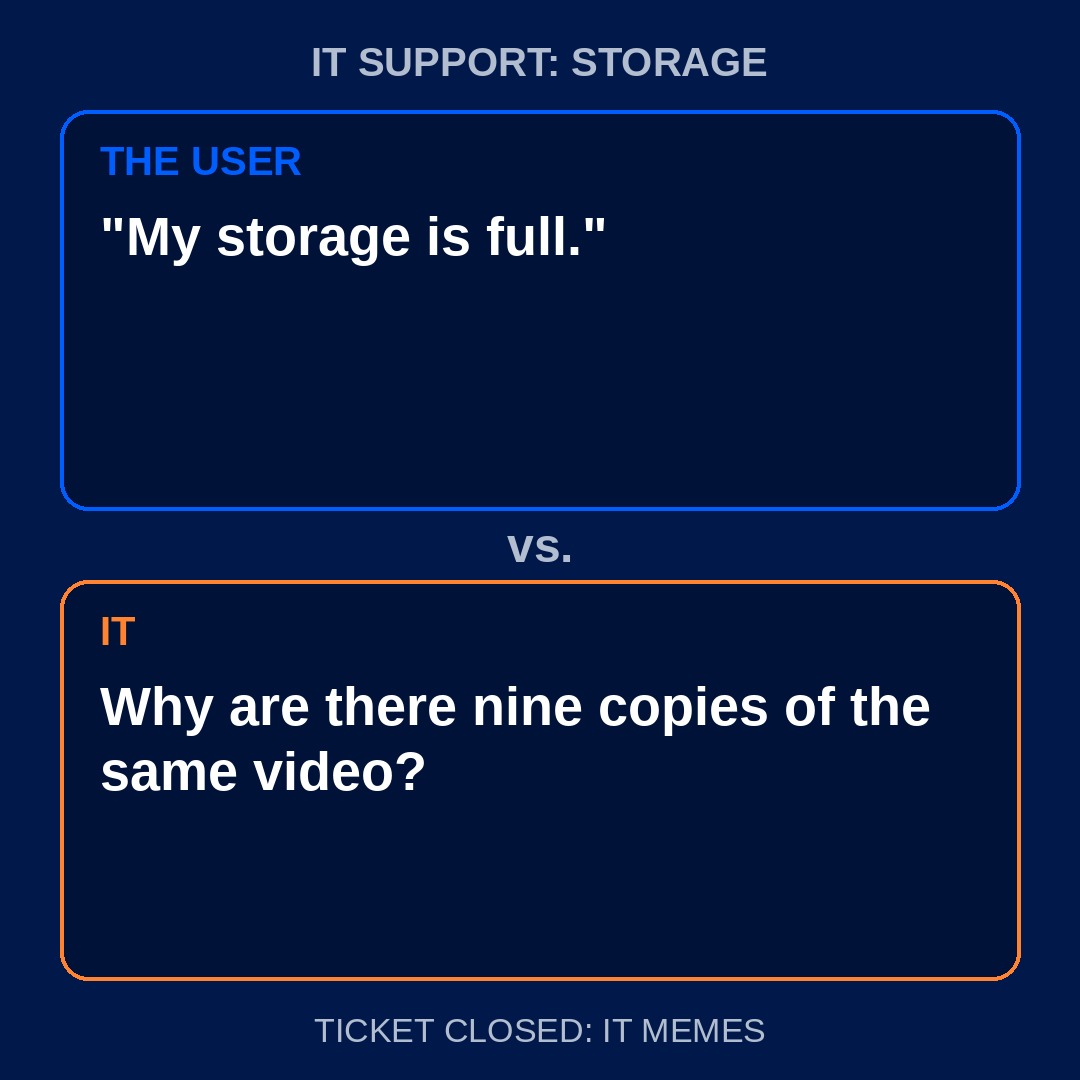 IT SUPPORT: STORAGE
THE USER
"My storage is full."
vs.
IT
Why are there nine copies of the
same video?
TICKET CLOSED: IT MEMES